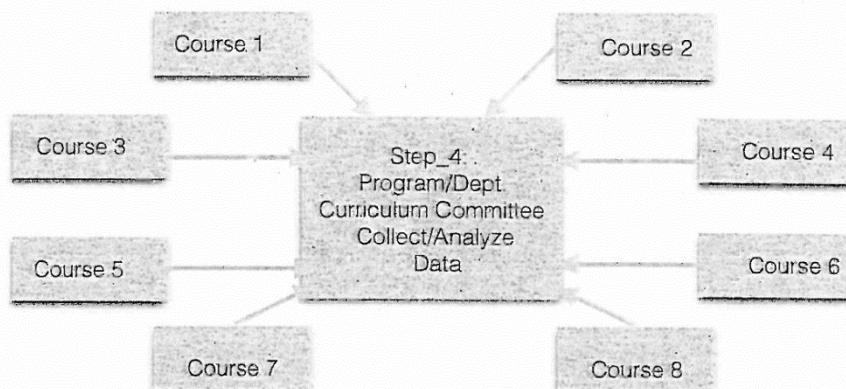 Course 1
Course 2
Course 3
Step_4:
Program/Dept.
Curriculum Committee
Collect/Analyze
Data
Course 4
Course 5
Course 6
Course 7
Course 8